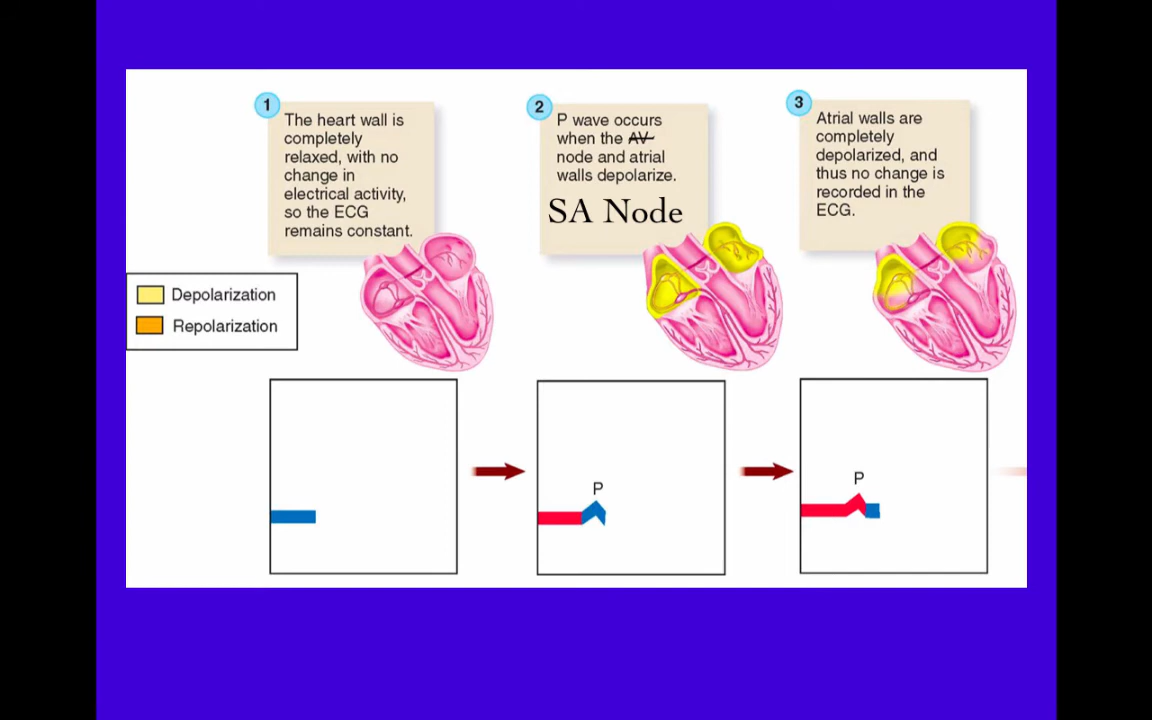 1
The heart wall is
completely
relaxed, with no
change in
electrical activity,
so the ECG
remains constant.
2
P wave occurs
when the AV
node and atrial
walls depolarize.
SA Node
3
Atrial walls are
completely
depolarized, and
thus no change is
recorded in the
ECG.
Depolarization
Repolarization
P
P